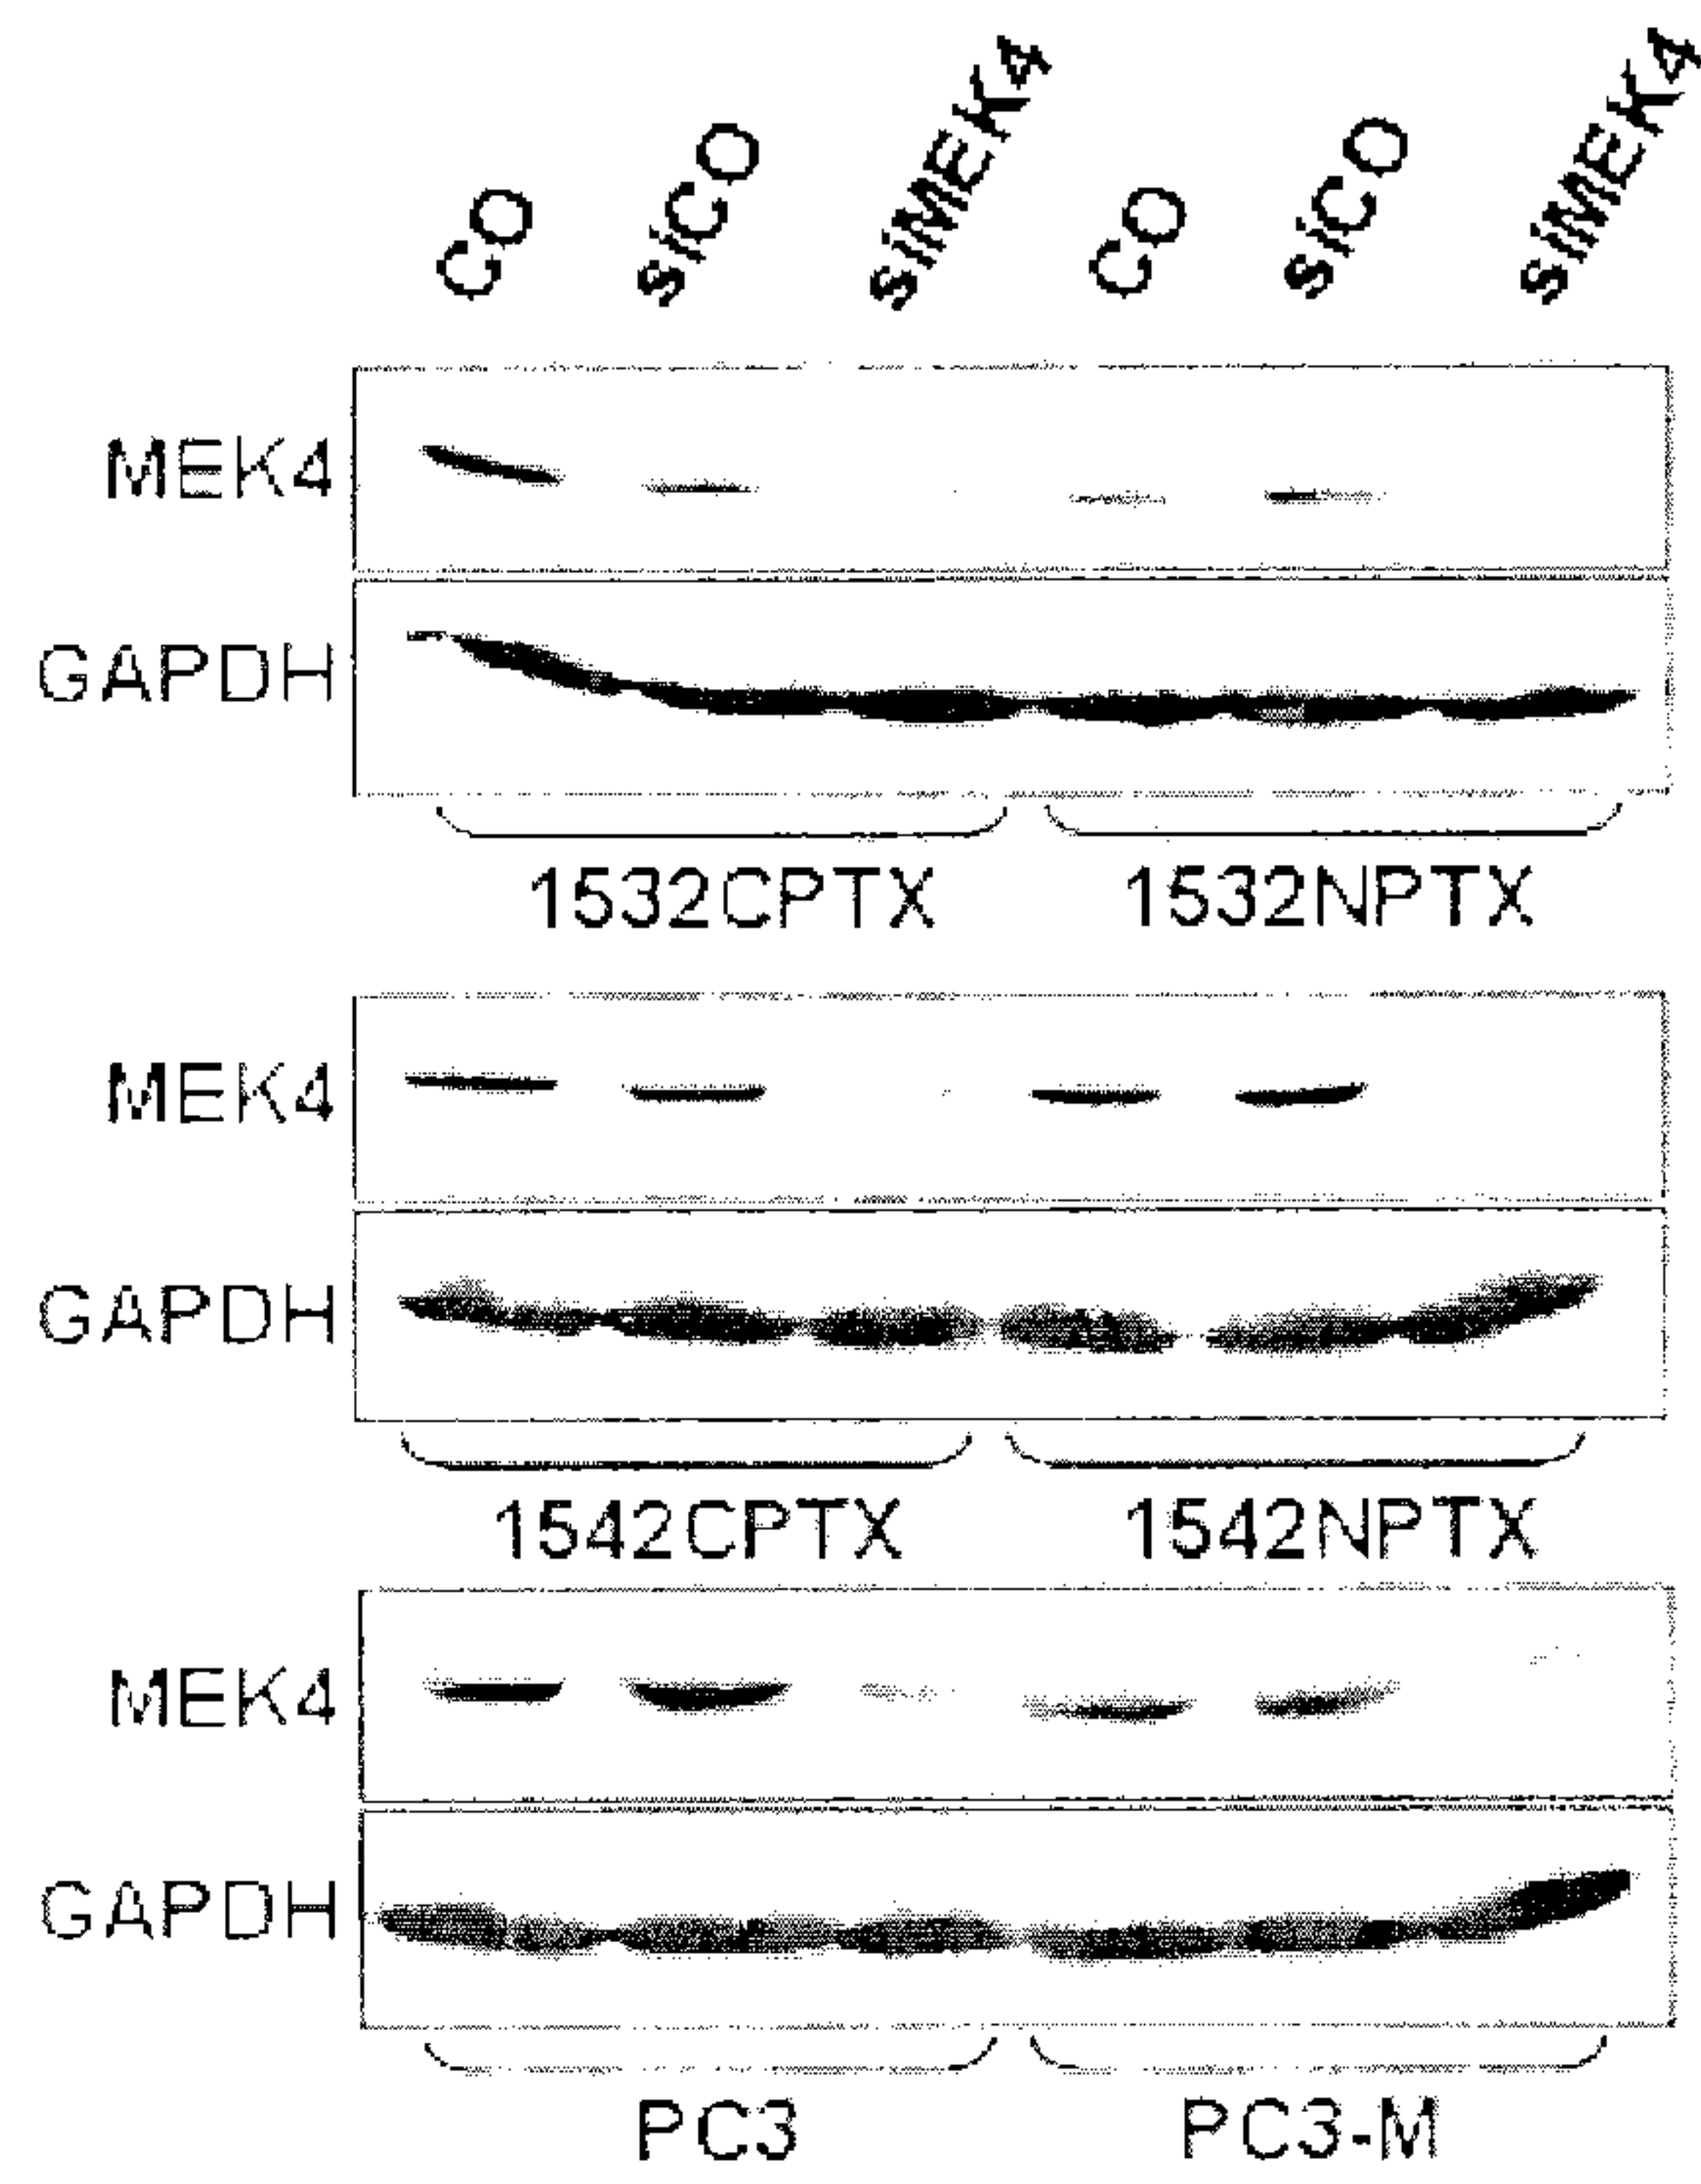 CO siCO siMEK4 CO siCO siMEK4
MEK4
GAPDH
1532CPTX 1532NPTX
MEK4
GAPDH
1542CPTX 1542NPTX
MEK4
GAPDH
PC3 PC3-M